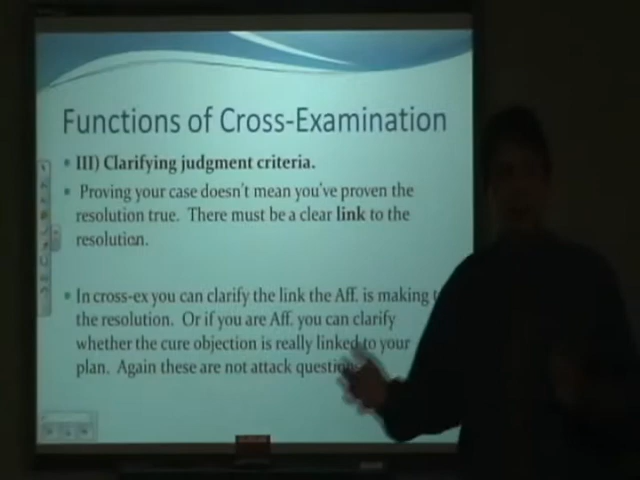 Functions of Cross-Examination
III) Clarifying judgment criteria.
Proving your case doesn't mean you've proven the
resolution true. There must be a clear link to the
resolution.
In cross-ex you can clarify the link the Aff. is making
the resolution. Or if you are Aff. you can clarify
whether the cure objection is really linked to your
plan. Again these are not attack